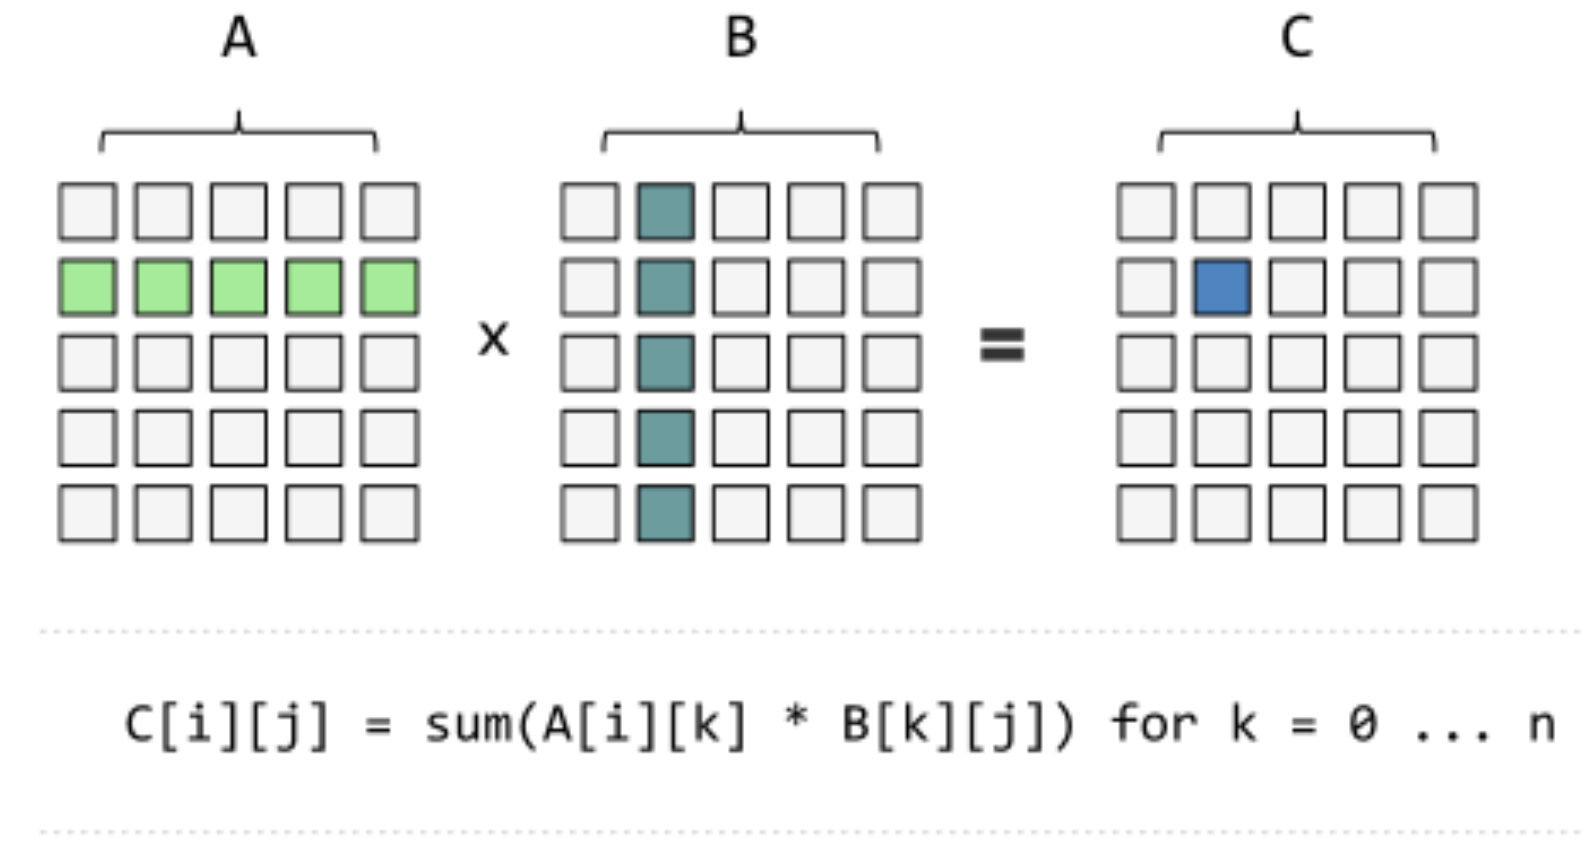 A B C
x =
C[i][j] = sum(A[i][k] * B[k][j]) for k = 0 ... n